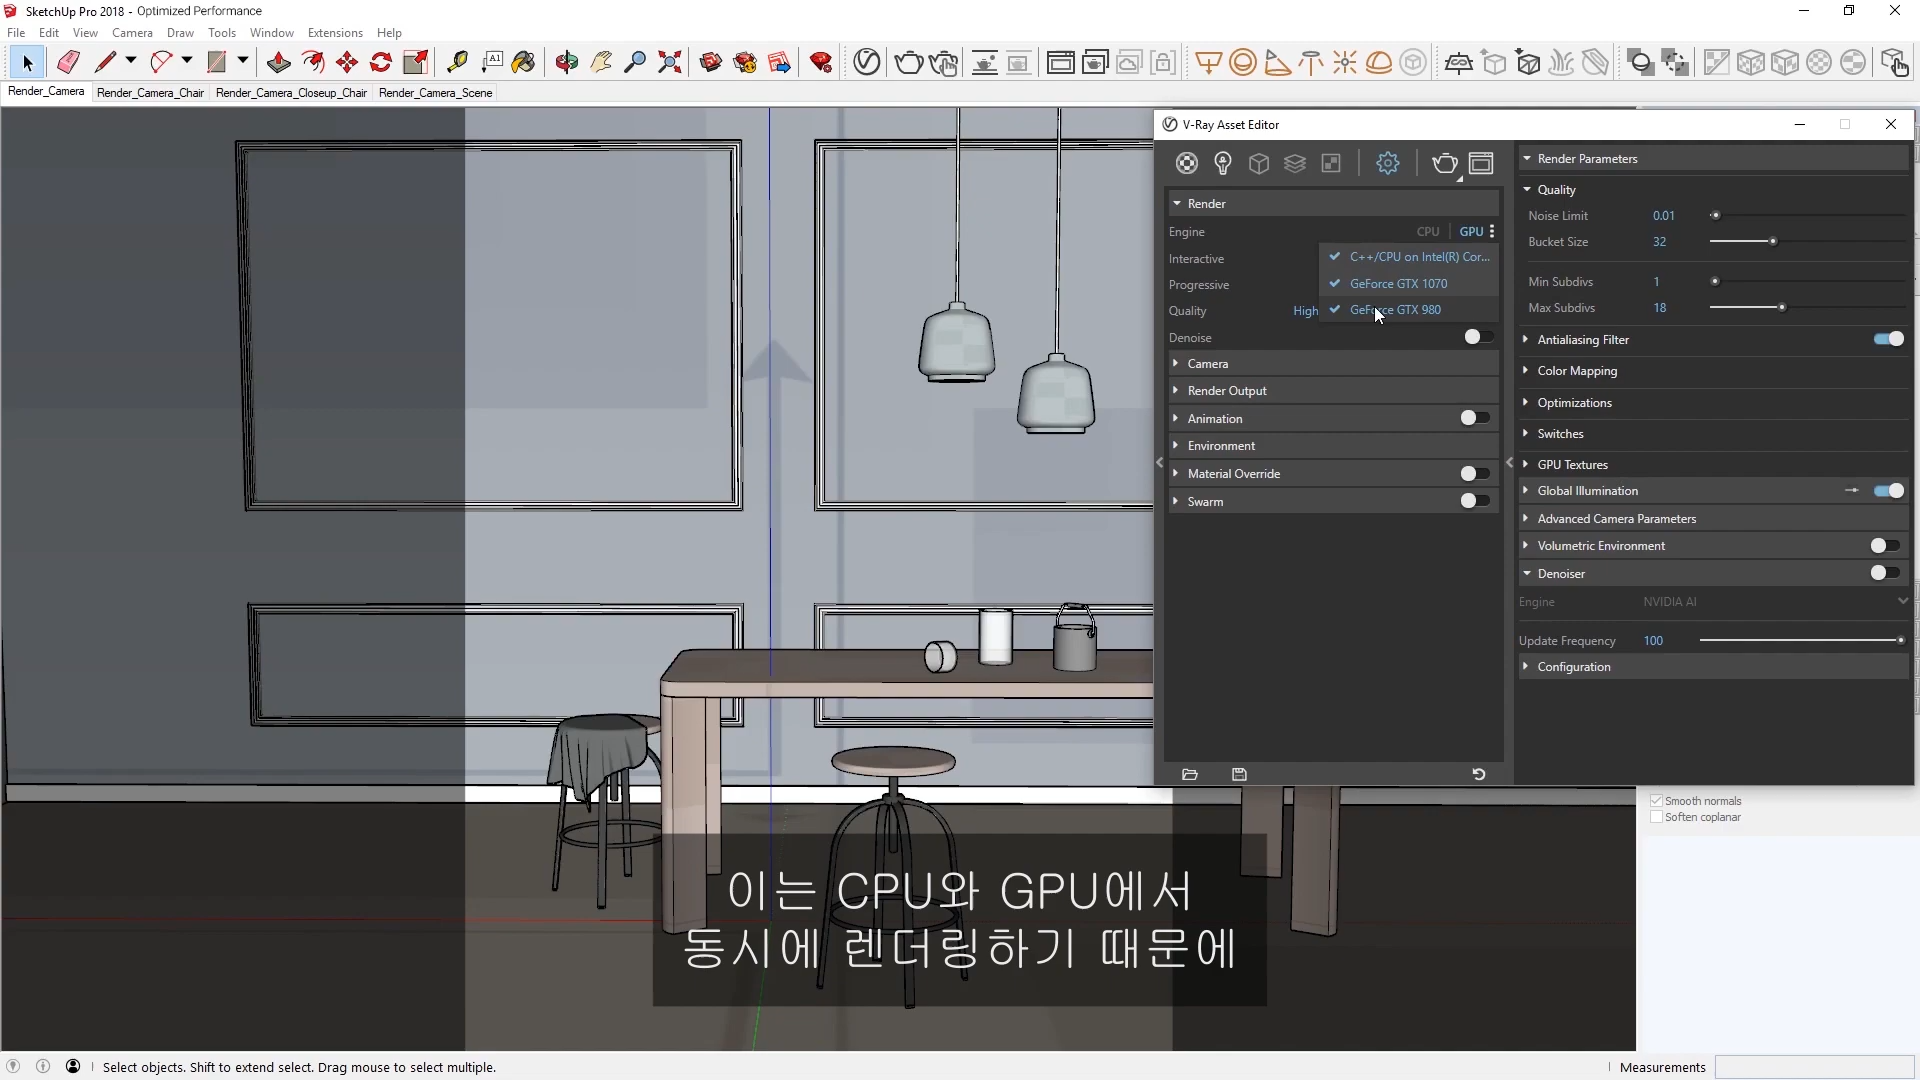 SketchUp Pro 2018 - Optimized Performance
File Edit View Camera Draw Tools Window Extensions Help
A1
Render_Camera Render_Camera_Chair Render_Camera_Closeup_Chair Render_Camera_Scene
V-Ray Asset Editor
Render
Engine CPU GPU
Interactive
Progressive
Quality High
Denoise
C++/CPU on Intel(R) Cor...
GeForce GTX 1070
GeForce GTX 980
Camera
Render Output
Animation
Environment
Material Override
Swarm
Render Parameters
Quality
Noise Limit 0.01
Bucket Size 32
Min Subdivs 1
Max Subdivs 18
Antialiasing Filter
Color Mapping
Optimizations
Switches
GPU Textures
Global Illumination
Advanced Camera Parameters
Volumetric Environment
Denoiser
Engine NVIDIA AI
Update Frequency 100
Configuration
Smooth normals
Soften coplanar
이는 CPU와 GPU에서
동시에 렌더링하기 때문에
Select objects. Shift to extend select. Drag mouse to select multiple.
Measurements